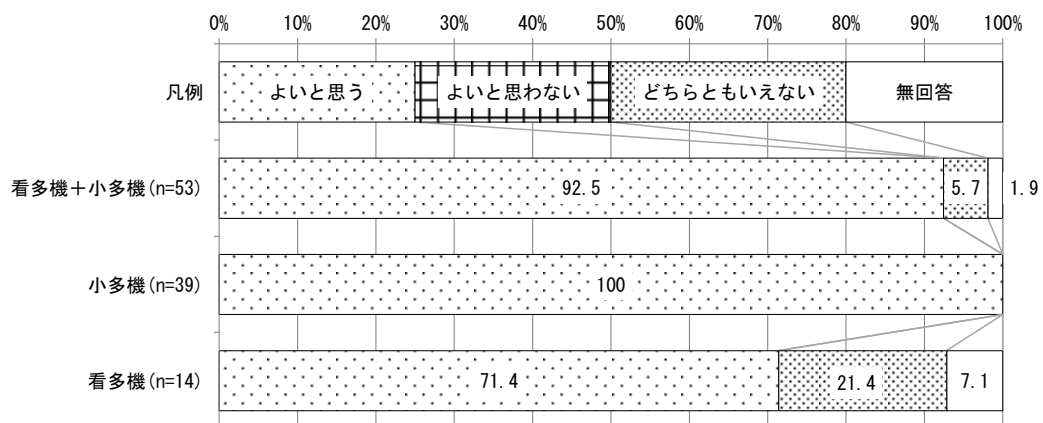 0% 10% 20% 30% 40% 50% 60% 70% 80% 90% 100%
凡例 よいと思う よいと思わない どちらともいえない 無回答
看多機＋小多機(n=53) 92.5 5.7 1.9
小多機(n=39) 100
看多機(n=14) 71.4 21.4 7.1